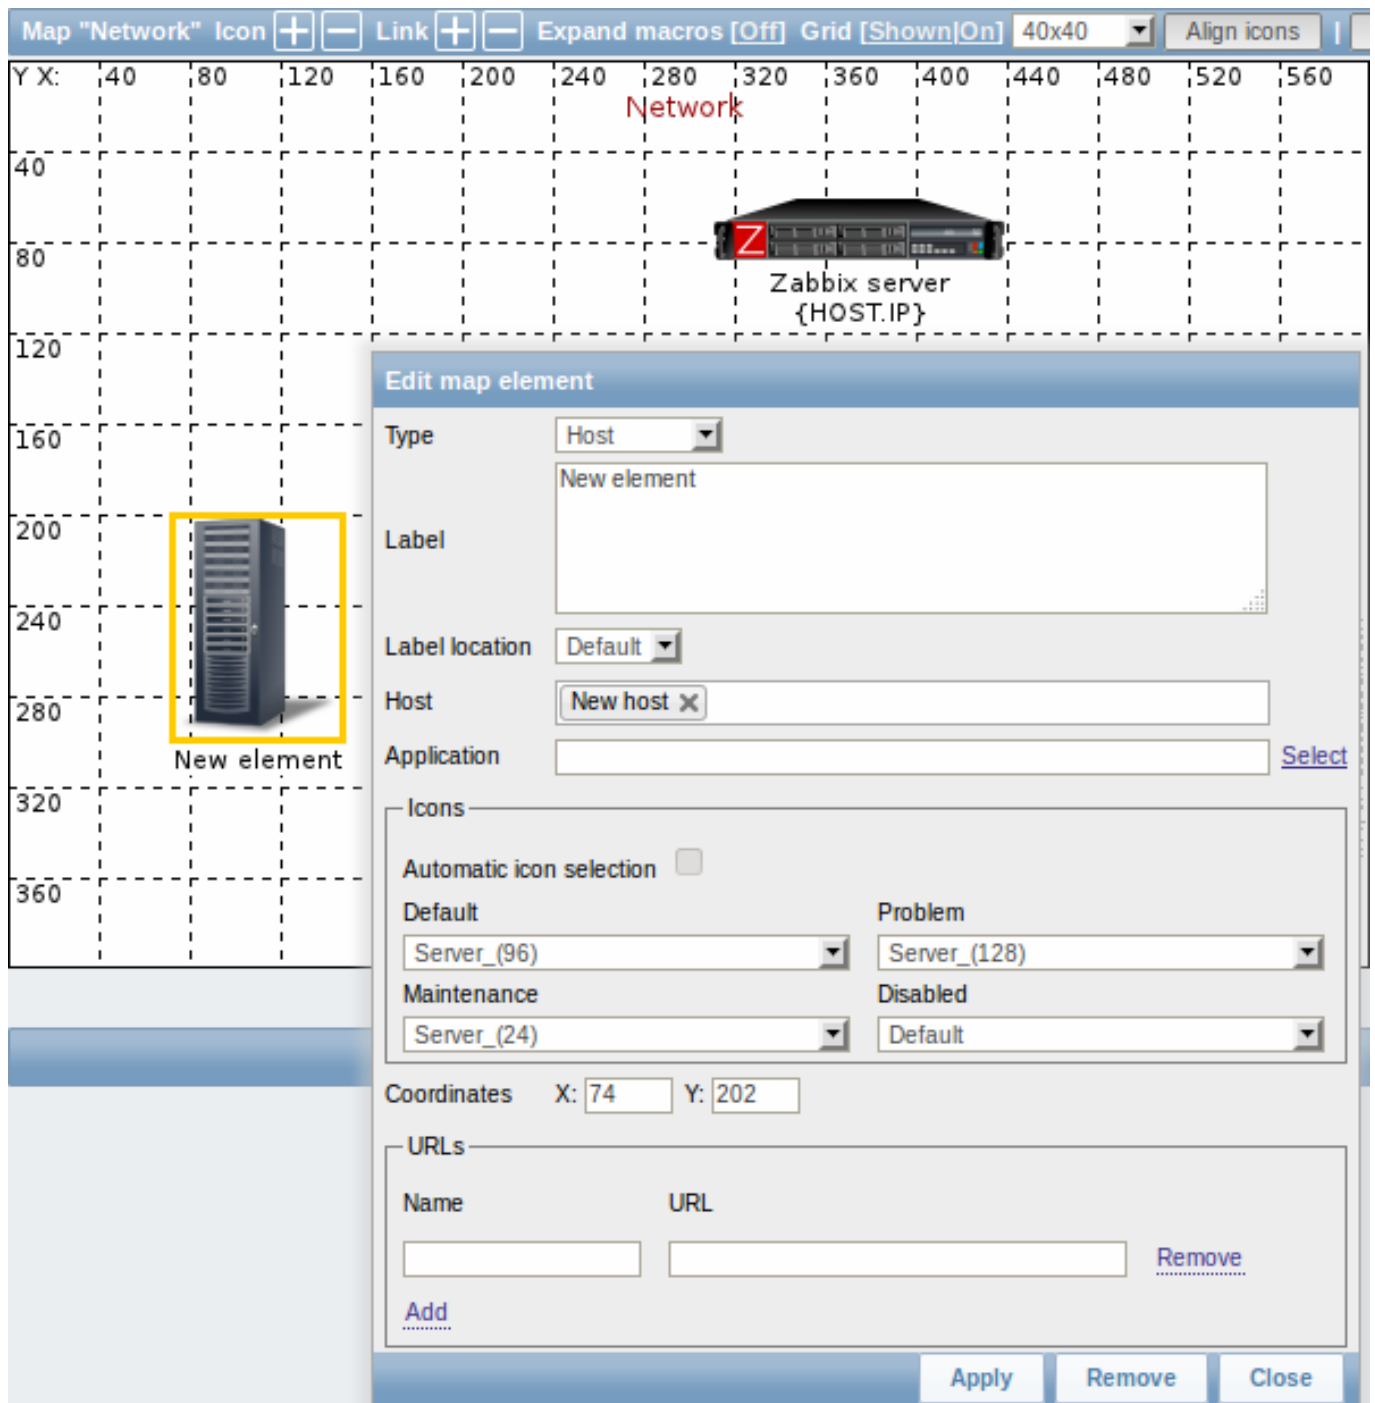 Map "Network" Icon Link Expand macros [Off] Grid [Shown|On] 40x40 Align icons |
Y X: 40 80 120 160 200 240 280 320 360 400 440 480 520 560
Network
40
80
Z
Zabbix server
{HOST.IP}
120
Edit map element
Type Host
160
New element
200
Label
240
Label location Default
280
Host New host
New element
Application Select
320
Icons
Automatic icon selection
360
Default Problem
Server_(96) Server_(128)
Maintenance Disabled
Server_(24) Default
Coordinates X: 74 Y: 202
URLs
Name URL
Remove
Add
Apply Remove Close